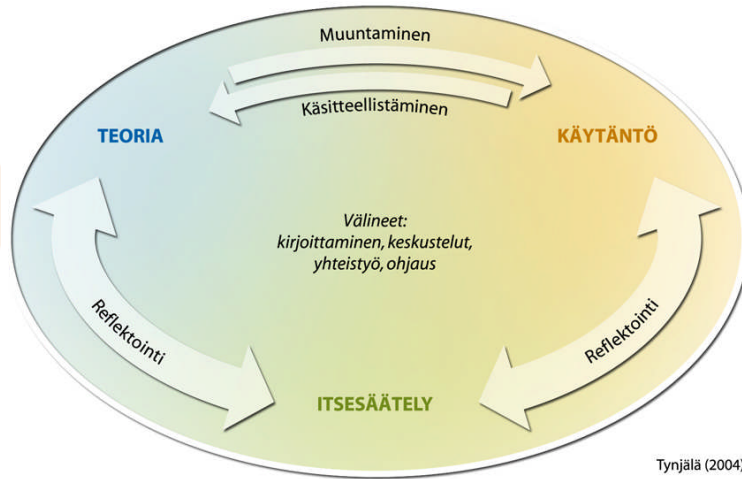 Muuntaminen
Käsitteellistäminen
TEORIA
KÄYTÄNTÖ
Välineet:
kirjoittaminen, keskustelut,
yhteistyö, ohjaus
Reflektointi
Reflektointi
ITSESÄÄTELY
Tynjälä (2004)